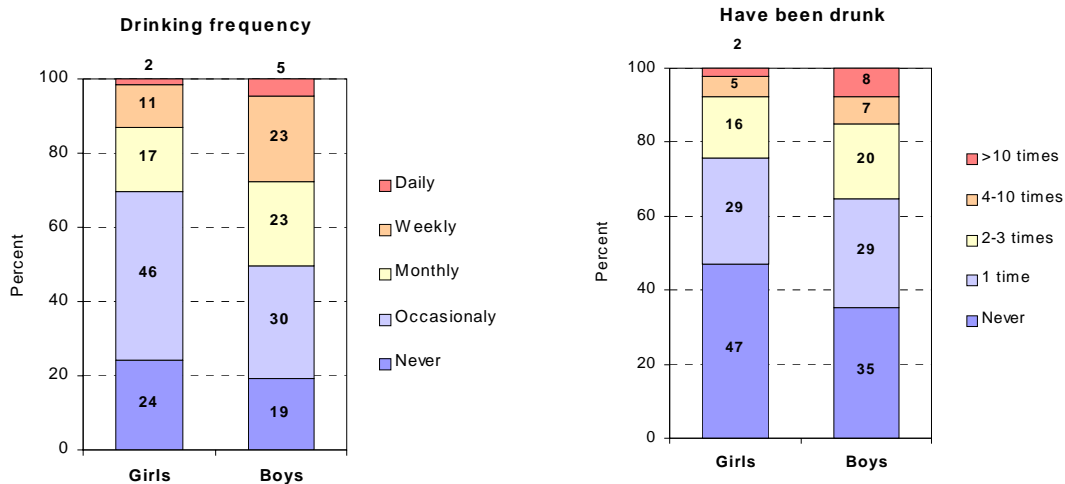 Drinking frequency
Percent
100
80
60
40
20
0
2
11
17
46
24
5
23
23
30
19
Girls
Boys
Daily
Weekly
Monthly
Occasionaly
Never
Have been drunk
Percent
100
80
60
40
20
0
2
5
16
29
47
8
7
20
29
35
Girls
Boys
>10 times
4-10 times
2-3 times
1 time
Never